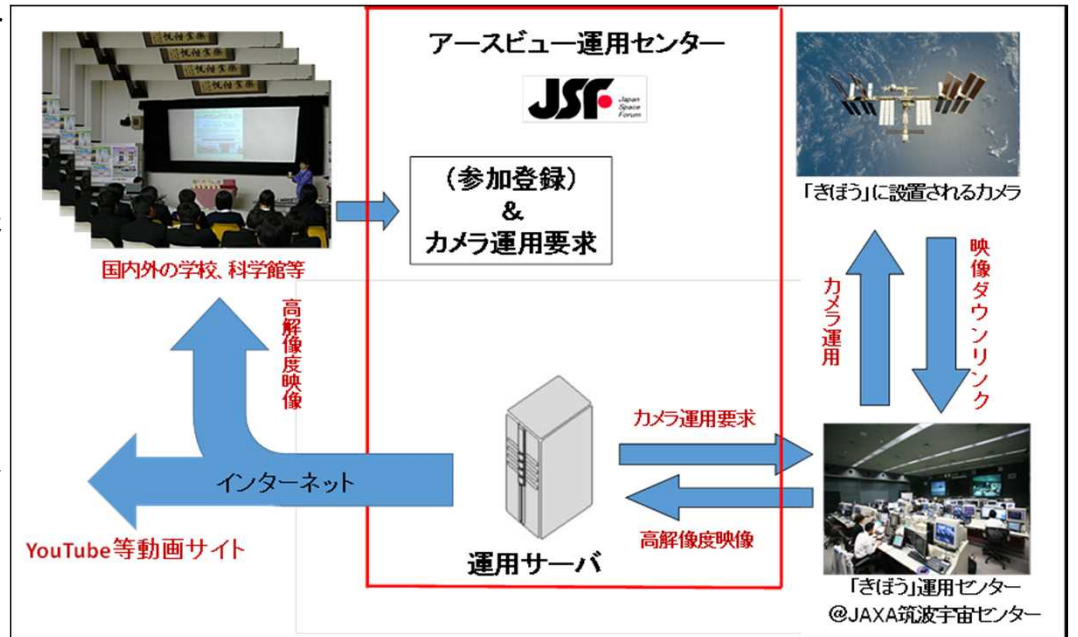 アースビュー運用センター
JSF
Japan
Space
Forum
(参加登録)
&
カメラ運用要求
国内外の学校、科学館等
「きぼう」に設置されるカメラ
高解像度映像
カメラ運用
映像ダウンリンク
カメラ運用要求
インターネット
高解像度映像
YouTube等動画サイト
運用サーバ
「きぼう」運用センター
@JAXA筑波宇宙センター